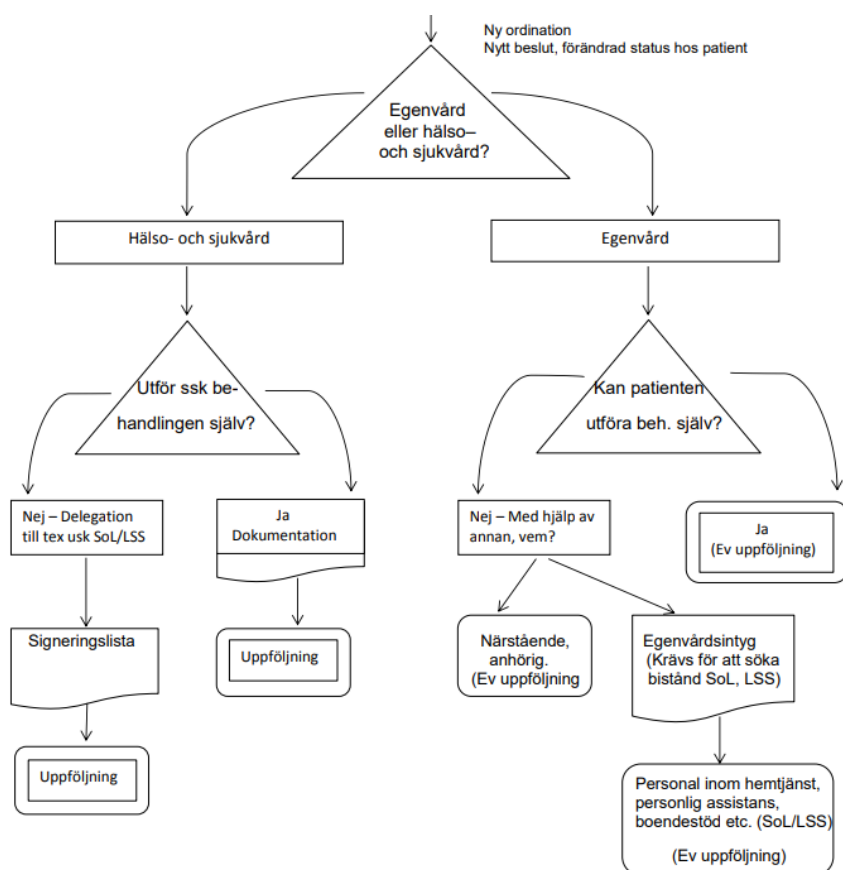 Ny ordination
Nytt beslut, förändrad status hos patient
Egenvård
eller hälso–
och sjukvård?
Hälso- och sjukvård
Egenvård
Utför ssk be-
handlingen själv?
Kan patienten
utföra beh. själv?
Nej – Delegation
till tex usk SoL/LSS
Ja
Dokumentation
Nej – Med hjälp av
annan, vem?
Ja
(Ev uppföljning)
Signeringslista
Uppföljning
Närstående,
anhörig.
(Ev uppföljning
Egenvårdsintyg
(Krävs för att söka
bistånd SoL, LSS)
Uppföljning
Personal inom hemtjänst,
personlig assistans,
boendestöd etc. (SoL/LSS)
(Ev uppföljning)